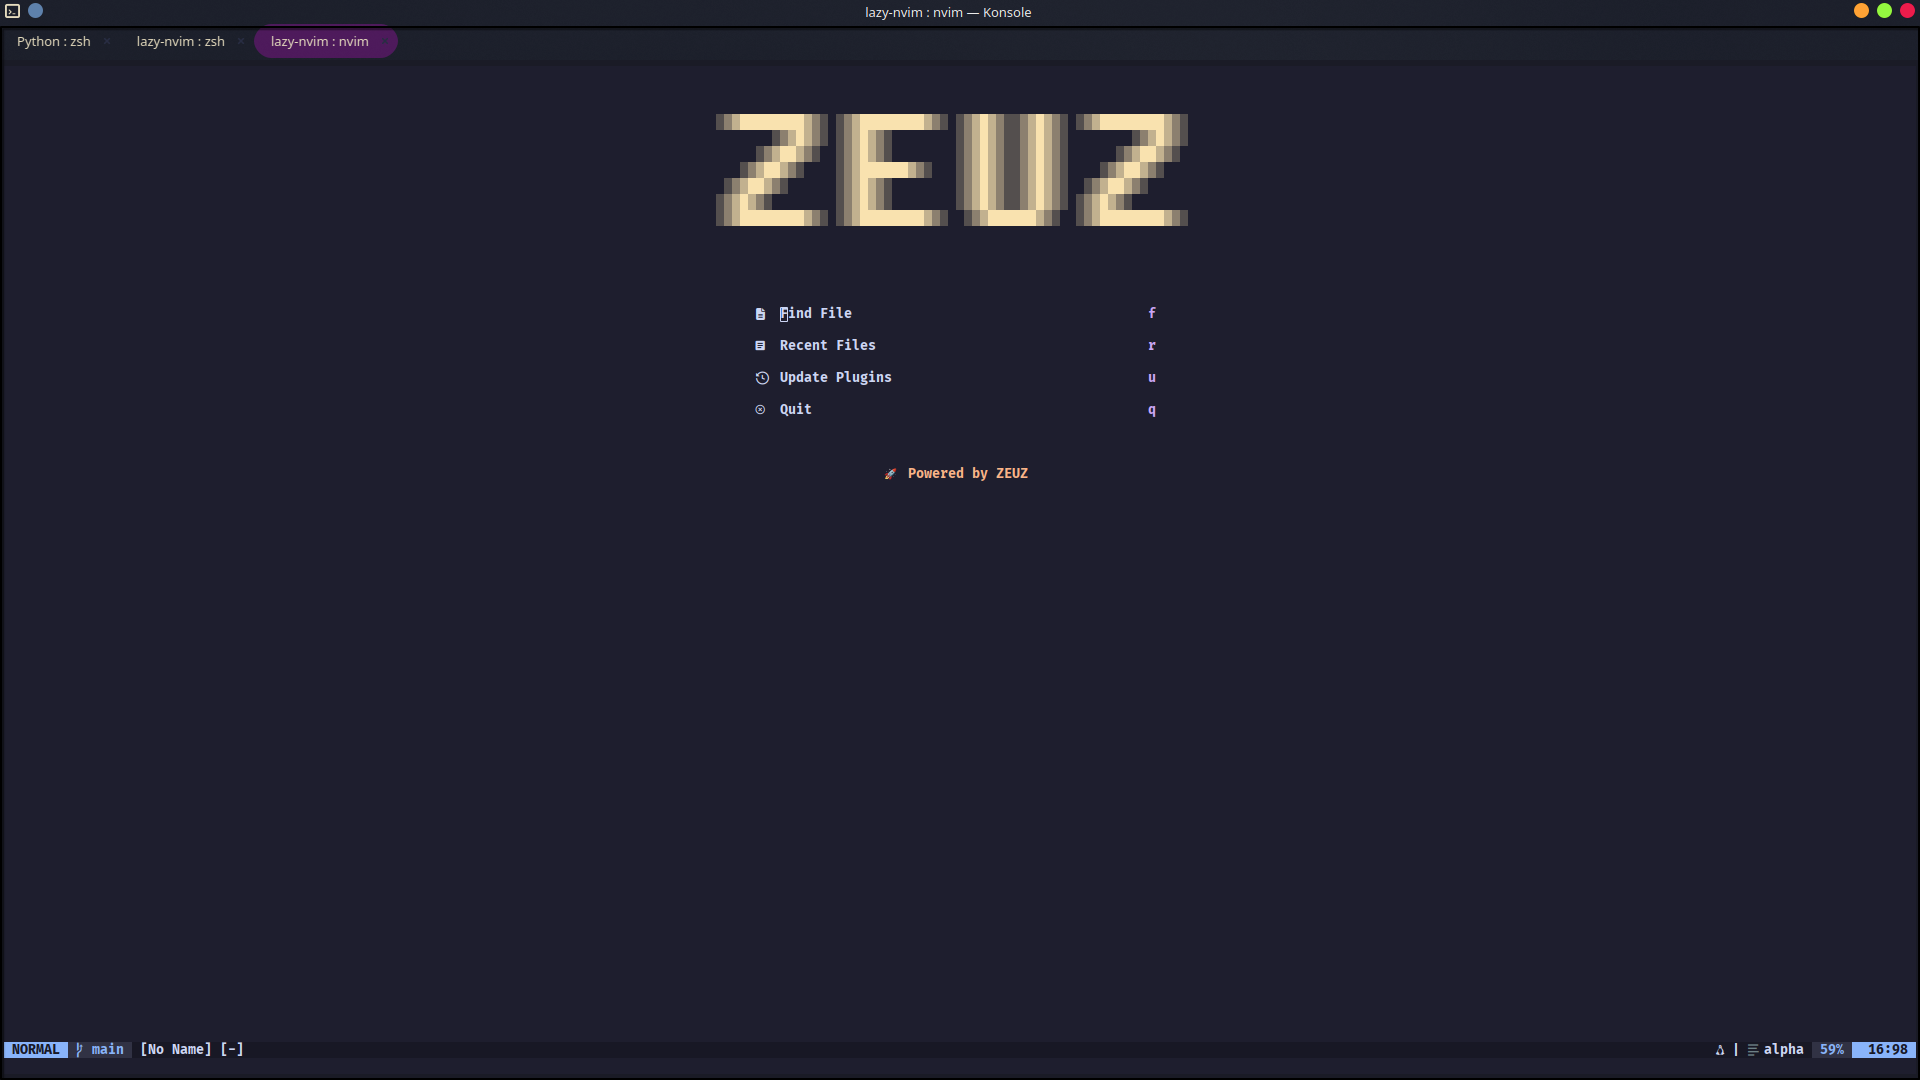 lazy-nvim : nvim — Konsole
Python : zsh lazy-nvim : zsh lazy-nvim : nvim
ZEUZ
Find File f
Recent Files r
Update Plugins u
Quit q
🚀 Powered by ZEUZ
NORMAL main [No Name] [-] | alpha 59% 16:98